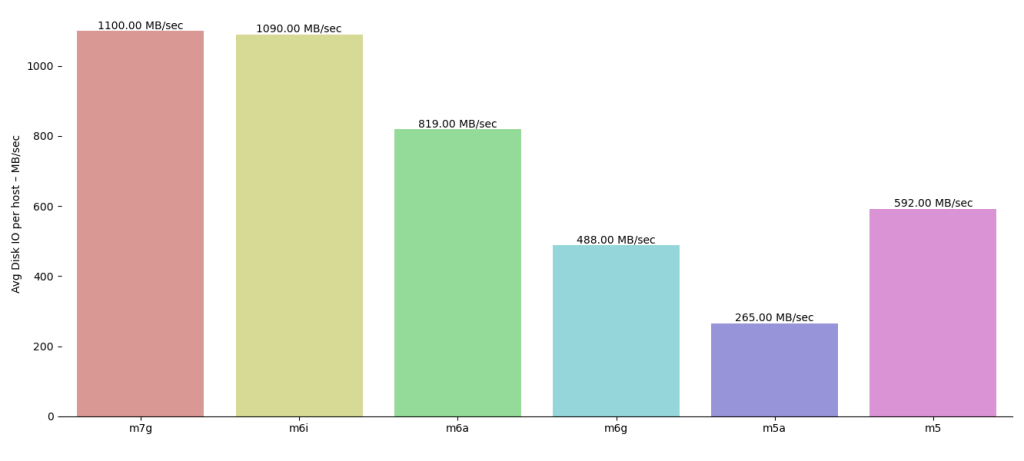 1100.00 MB/sec
1090.00 MB/sec
819.00 MB/sec
488.00 MB/sec
265.00 MB/sec
592.00 MB/sec
Avg Disk IO per host – MB/sec
1000
800
600
400
200
0
m7g
m6i
m6a
m6g
m5a
m5